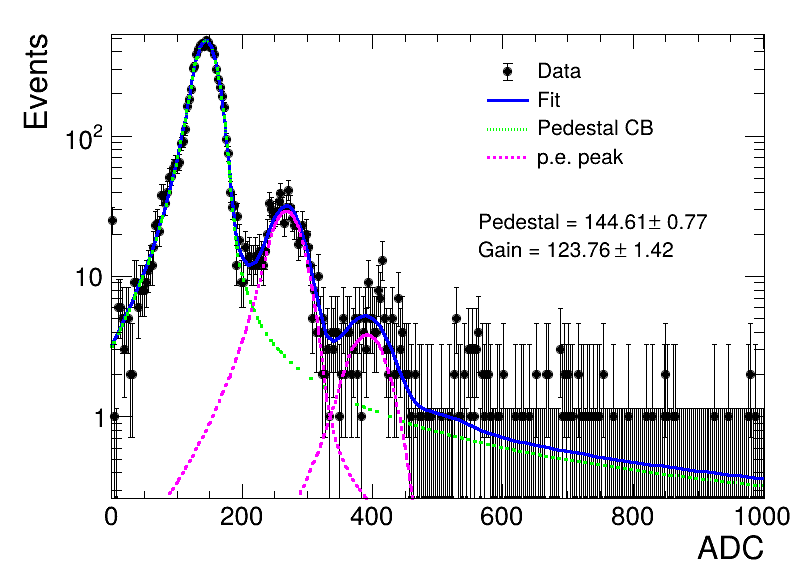 Events
10²
10
1
Data
Fit
Pedestal CB
p.e. peak
Pedestal = 144.61± 0.77
Gain = 123.76 ± 1.42
0 200 400 600 800 1000
ADC